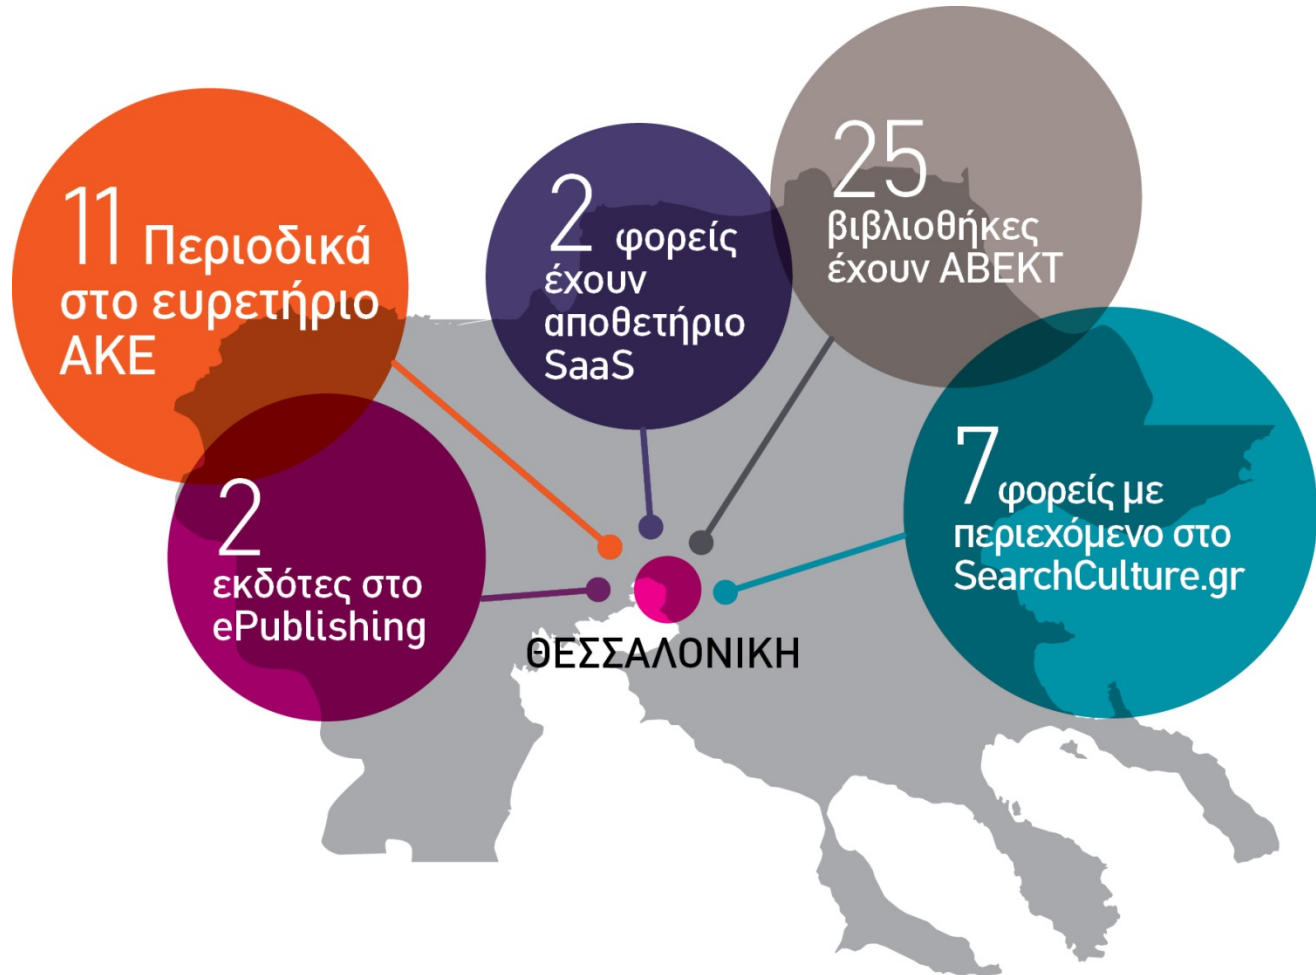 11 Περιοδικά
στο ευρετήριο
ΑΚΕ
2 φορείς
έχουν
αποθετήριο
SaaS
25
βιβλιοθήκες
έχουν ΑΒΕΚΤ
2
εκδότες στο
ePublishing
7 φορείς με
περιεχόμενο στο
SearchCulture.gr
ΘΕΣΣΑΛΟΝΙΚΗ